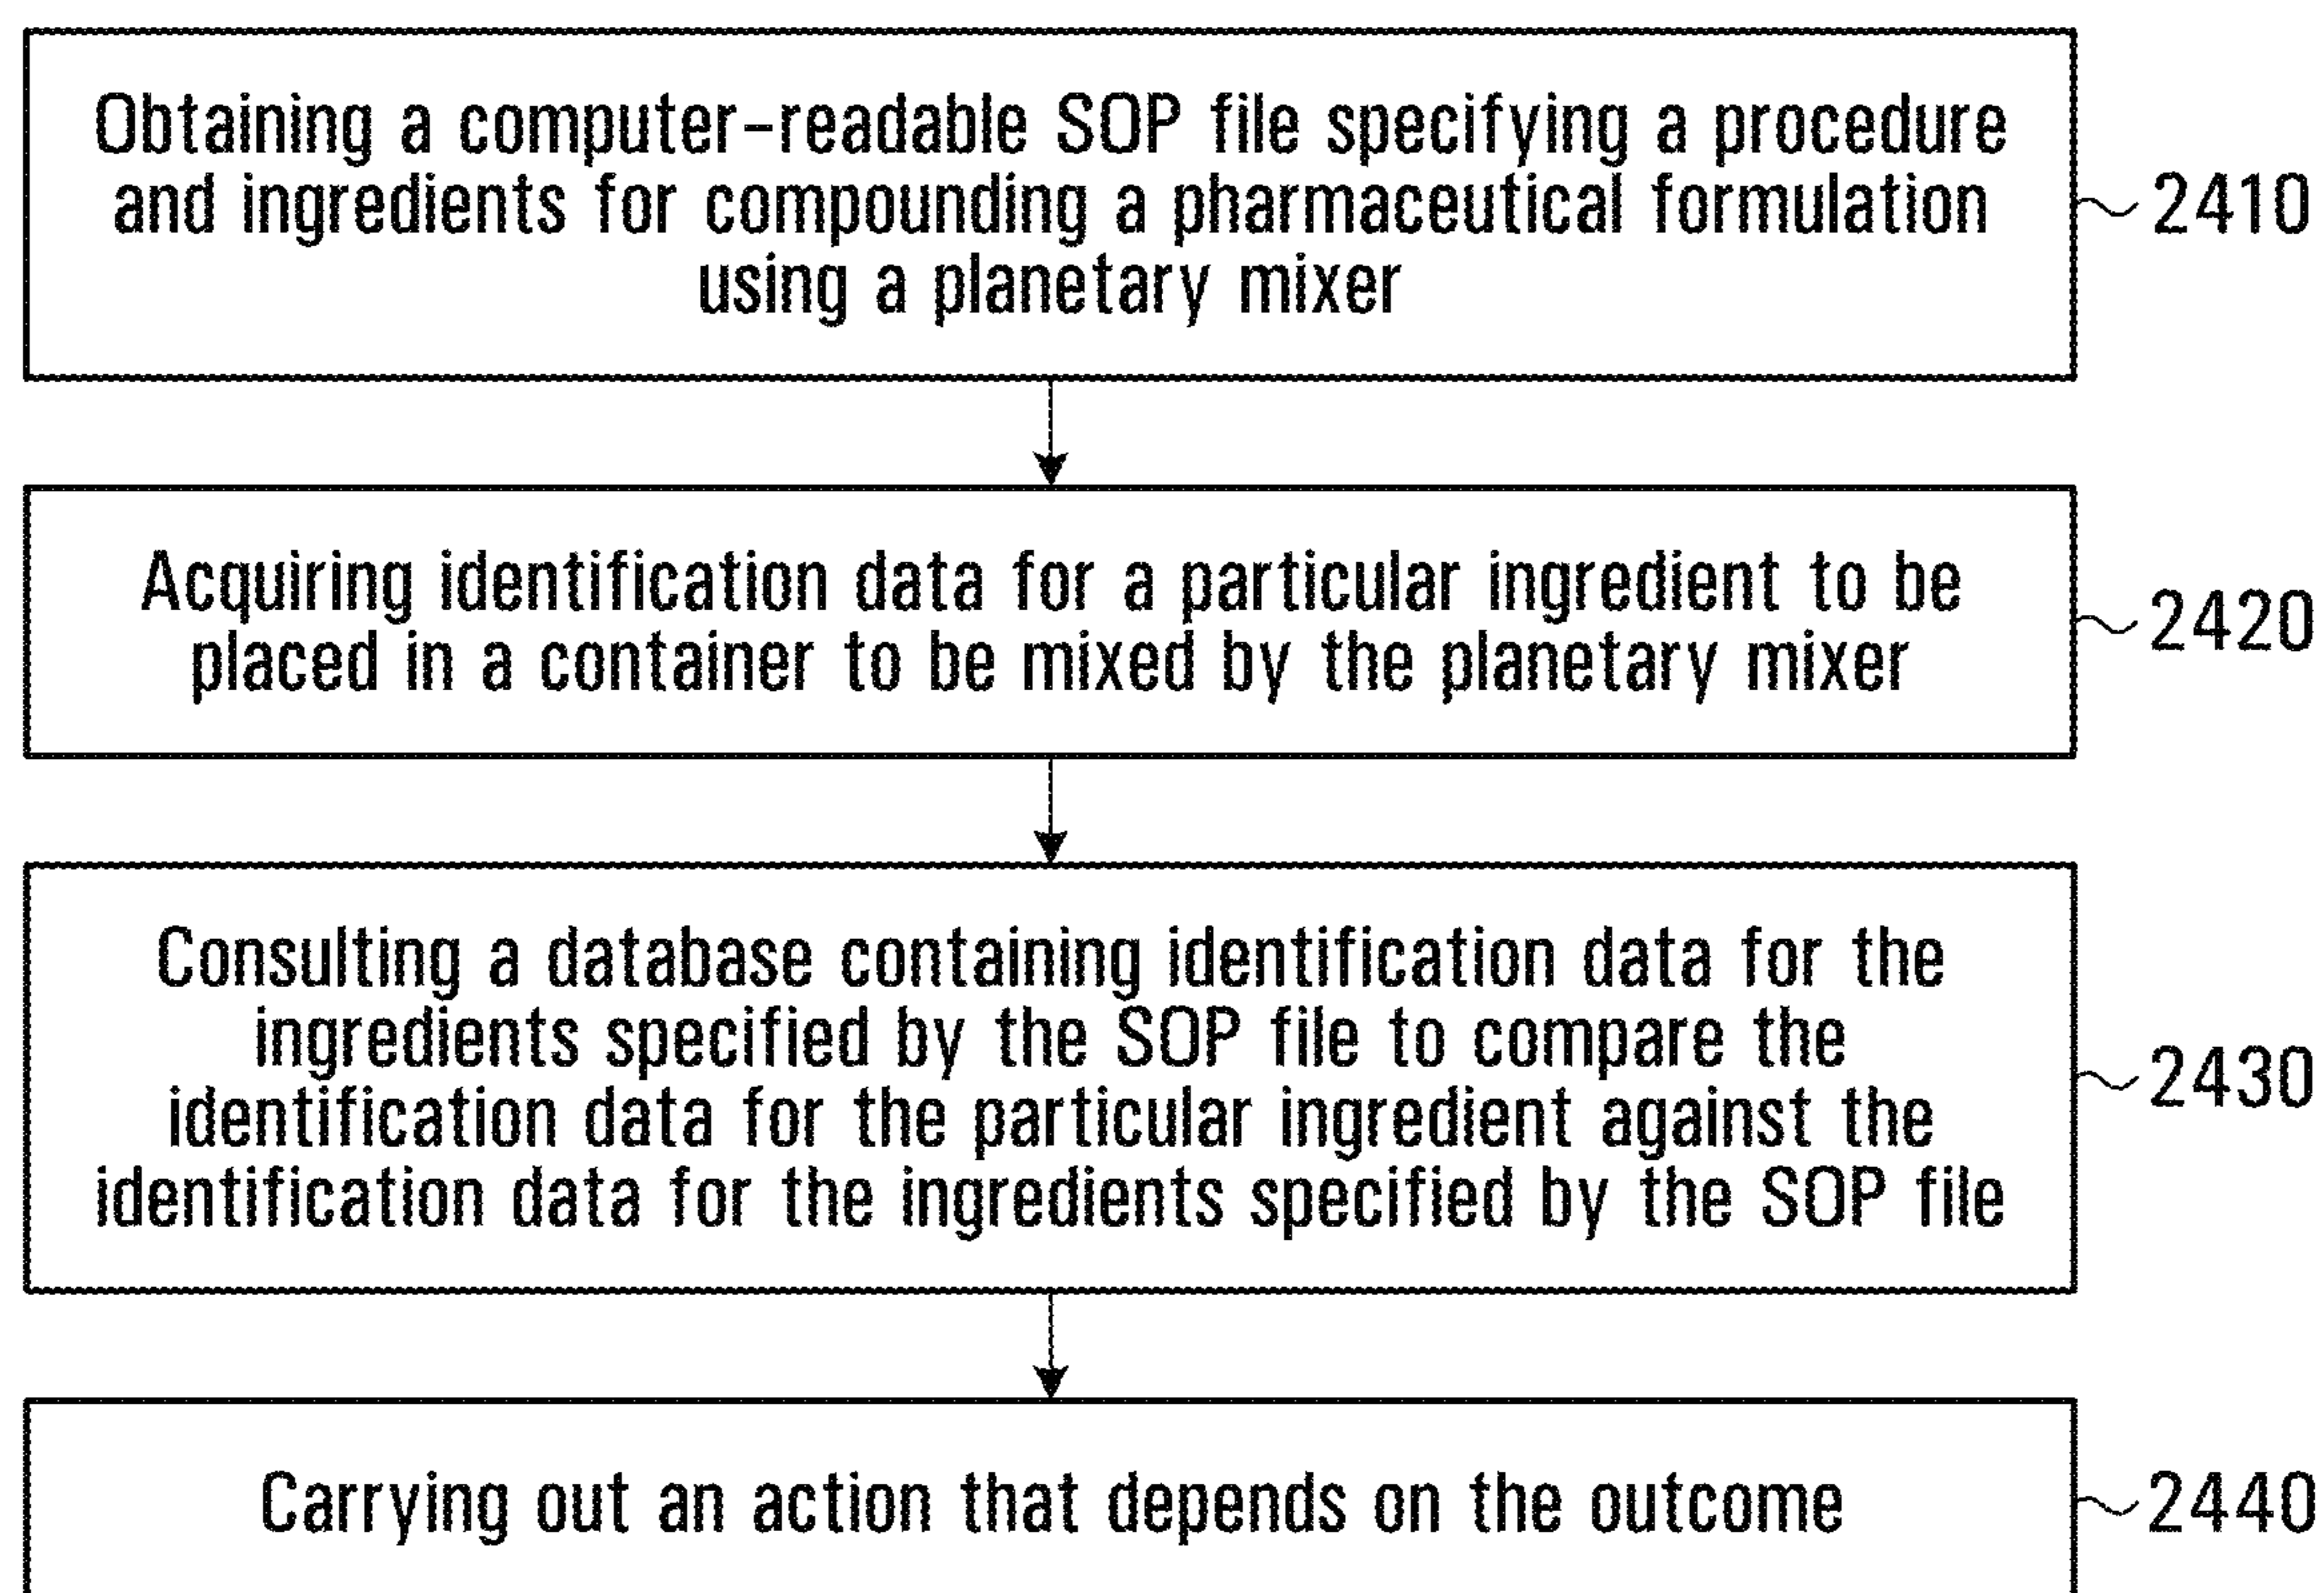 Obtaining a computer-readable SOP file specifying a procedure
and ingredients for compounding a pharmaceutical formulation
using a planetary mixer
2410
Acquiring identification data for a particular ingredient to be
placed in a container to be mixed by the planetary mixer
2420
Consulting a database containing identification data for the
ingredients specified by the SOP file to compare the
identification data for the particular ingredient against the
identification data for the ingredients specified by the SOP file
2430
Carrying out an action that depends on the outcome
2440